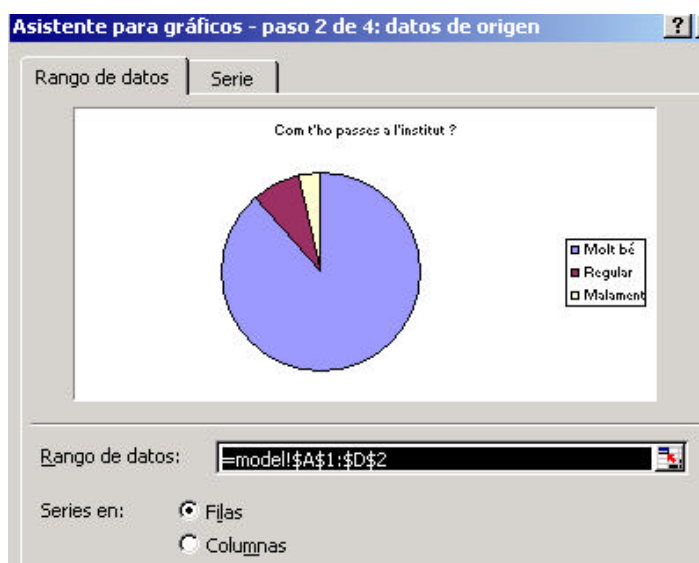 Asistente para gráficos - paso 2 de 4: datos de origen ?
Rango de datos Serie
Com t'ho passes a l'institut ?
Molt bé
Regular
Malament
Rango de datos: =model!$A$1:$D$2
Series en: Filas
Columnas